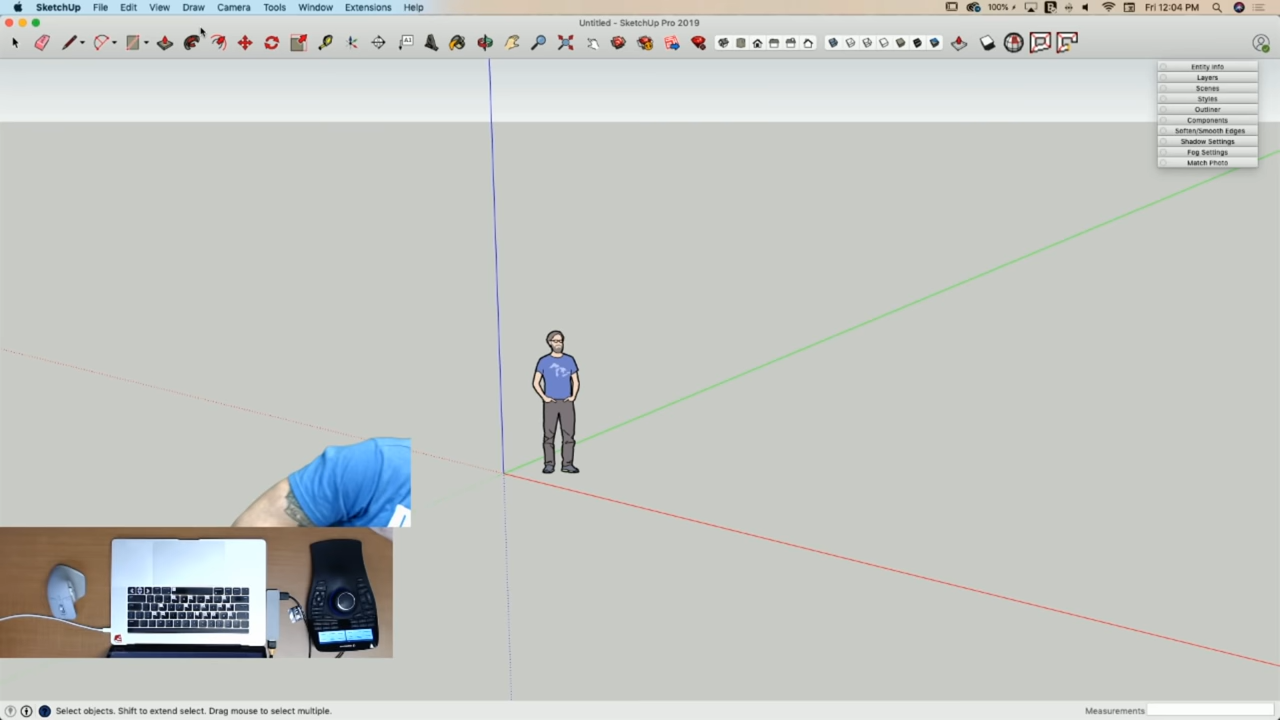 SketchUp File Edit View Draw Camera Tools Window Extensions Help 100% Fri 12:04 PM
Untitled - SketchUp Pro 2019
Entity Info
Layers
Scenes
Styles
Outliner
Components
Soften/Smooth Edges
Shadow Settings
Fog Settings
Match Photo
Select objects. Shift to extend select. Drag mouse to select multiple.
Measurements